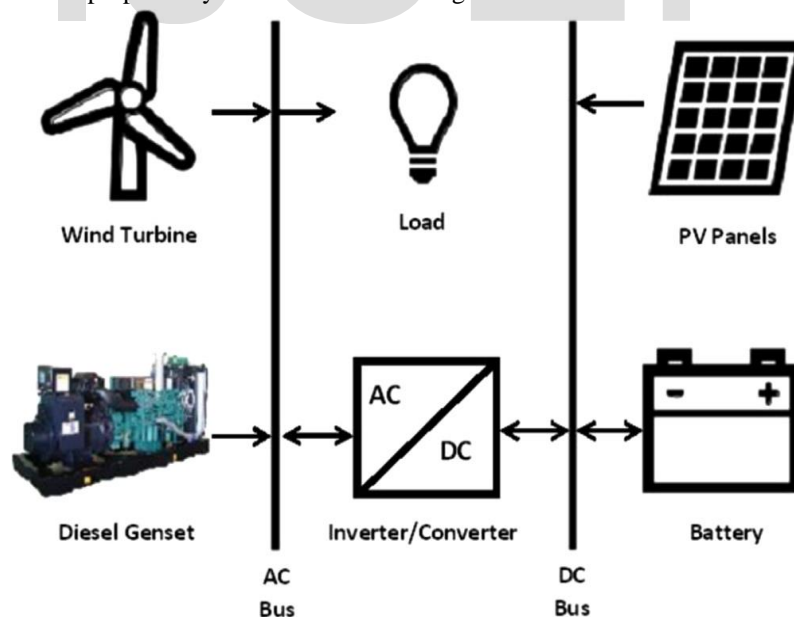 Wind Turbine
Load
PV Panels
AC
DC
- +
Diesel Genset
Inverter/Converter
Battery
AC
Bus
DC
Bus